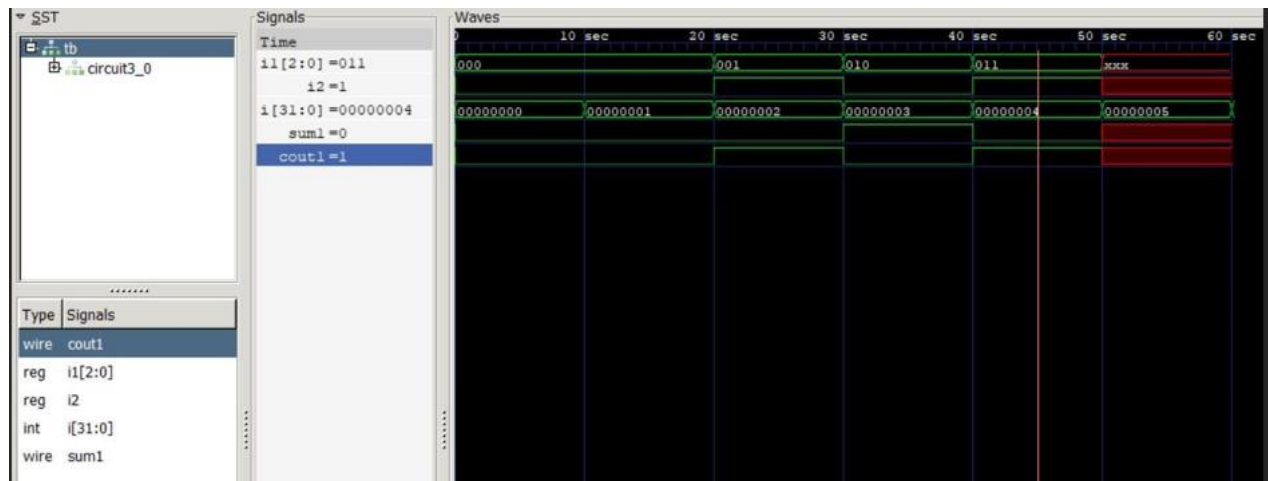 SST
tb
circuit3_0
Type Signals
wire cout1
reg i1[2:0]
reg i2
int i[31:0]
wire sum1
Signals
Time
i1[2:0] =011
i2 =1
i[31:0] =00000004
sum1 =0
cout1 =1
Waves
10 sec 20 sec 30 sec 40 sec 50 sec 60 sec
000 001 010 011 xxx
00000000 00000001 00000002 00000003 00000004 00000005